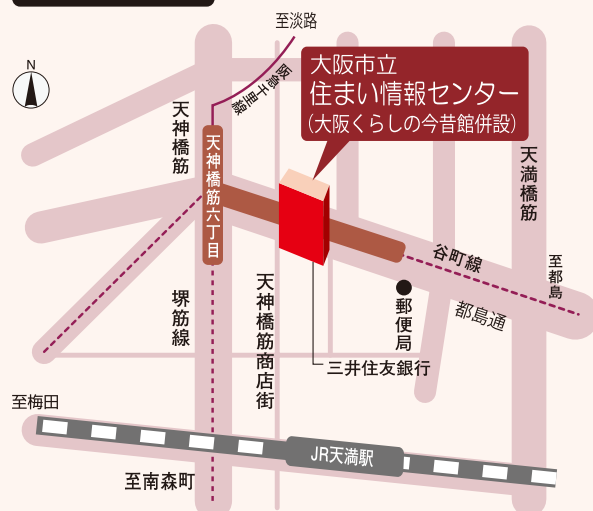 至淡路
N
阪急千里線
大阪市立
住まい情報センター
(大阪くらしの今昔館併設)
天神橋筋
天神橋筋六丁目
天満橋筋
谷町線
至都島
都島通
郵便局
堺筋線
天神橋筋商店街
三井住友銀行
至梅田
JR天満駅
至南森町